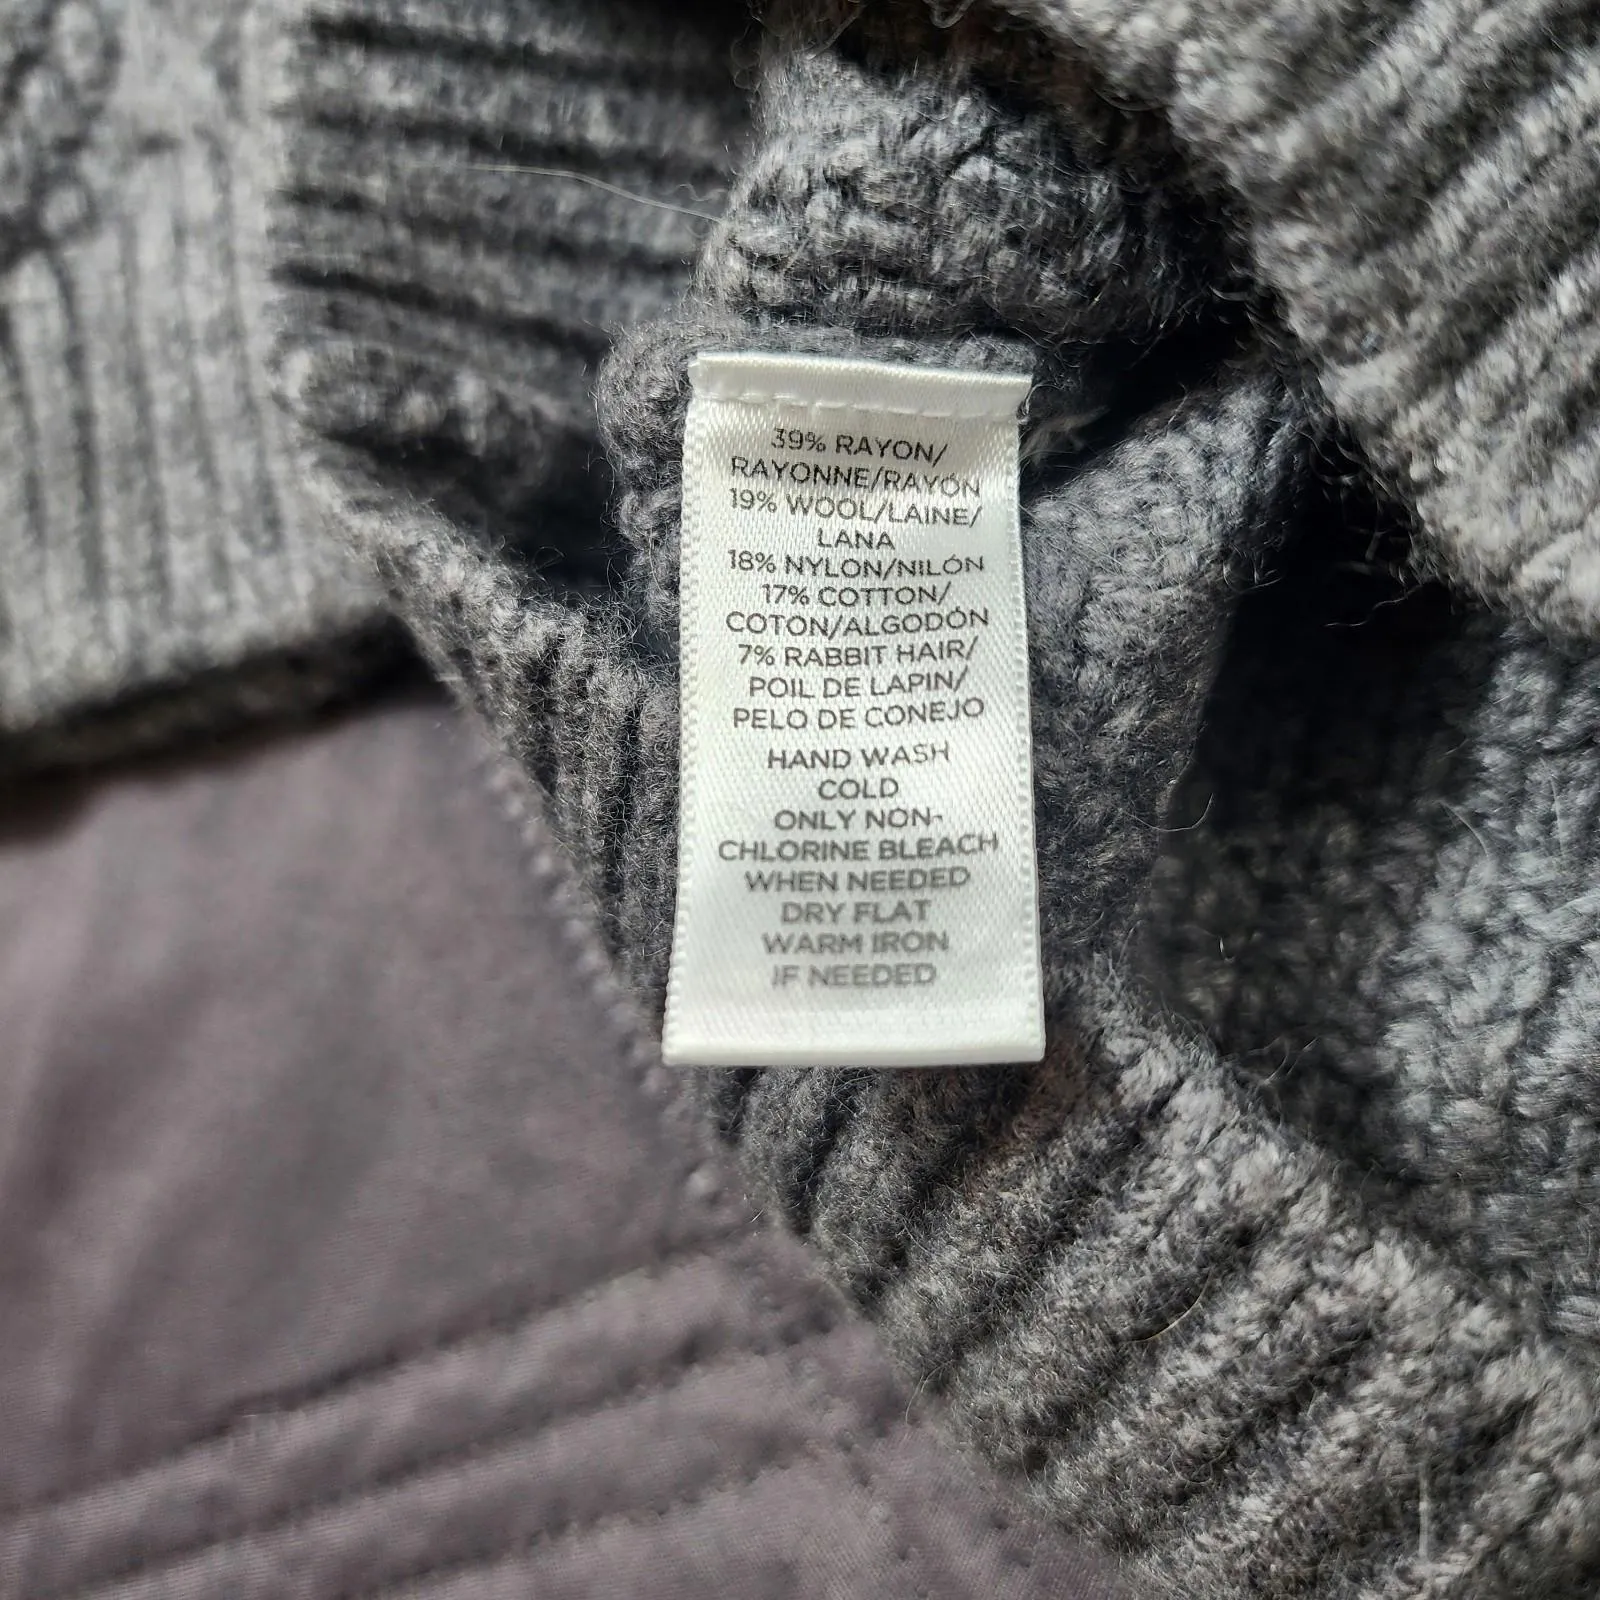 39% RAYON/
RAYONNE/RAYÓN
19% WOOL/LAINE/
LANA
18% NYLON/NILÓN
17% COTTON/
COTON/ALGODÓN
7% RABBIT HAIR/
POIL DE LAPIN/
PELO DE CONEJO
HAND WASH
COLD
ONLY NON-
CHLORINE BLEACH
WHEN NEEDED
DRY FLAT
WARM IRON
IF NEEDED